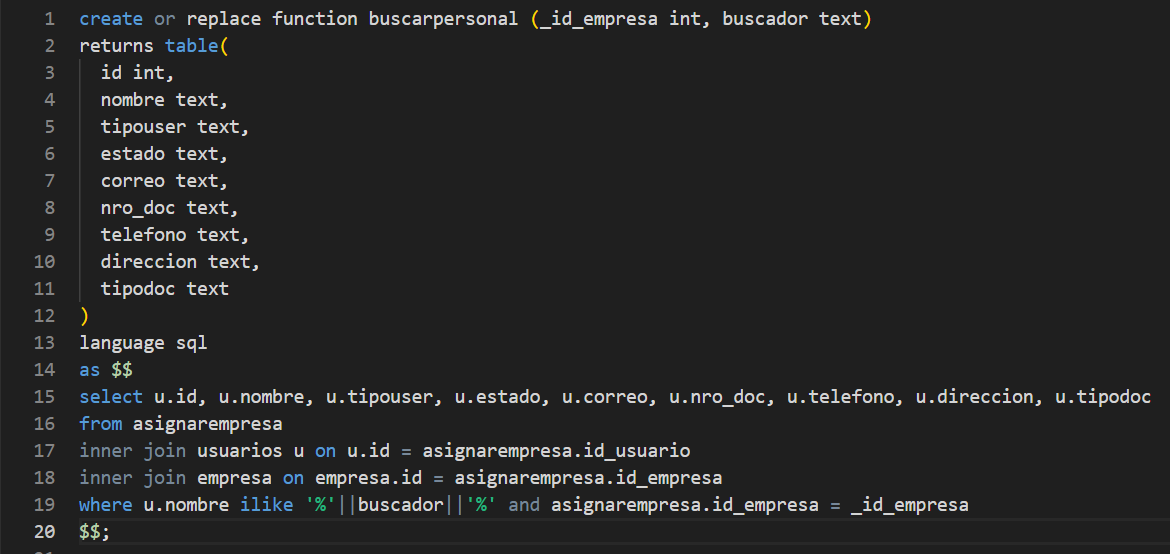 1 create or replace function buscarpersonal (_id_empresa int, buscador text)
2 returns table(
3 id int,
4 nombre text,
5 tipouser text,
6 estado text,
7 correo text,
8 nro_doc text,
9 telefono text,
10 direccion text,
11 tipodoc text
12 )
13 language sql
14 as $$
15 select u.id, u.nombre, u.tipouser, u.estado, u.correo, u.nro_doc, u.telefono, u.direccion, u.tipodoc
16 from asignarempresa
17 inner join usuarios u on u.id = asignarempresa.id_usuario
18 inner join empresa on empresa.id = asignarempresa.id_empresa
19 where u.nombre ilike '%'||buscador||'%' and asignarempresa.id_empresa = _id_empresa
20 $$;